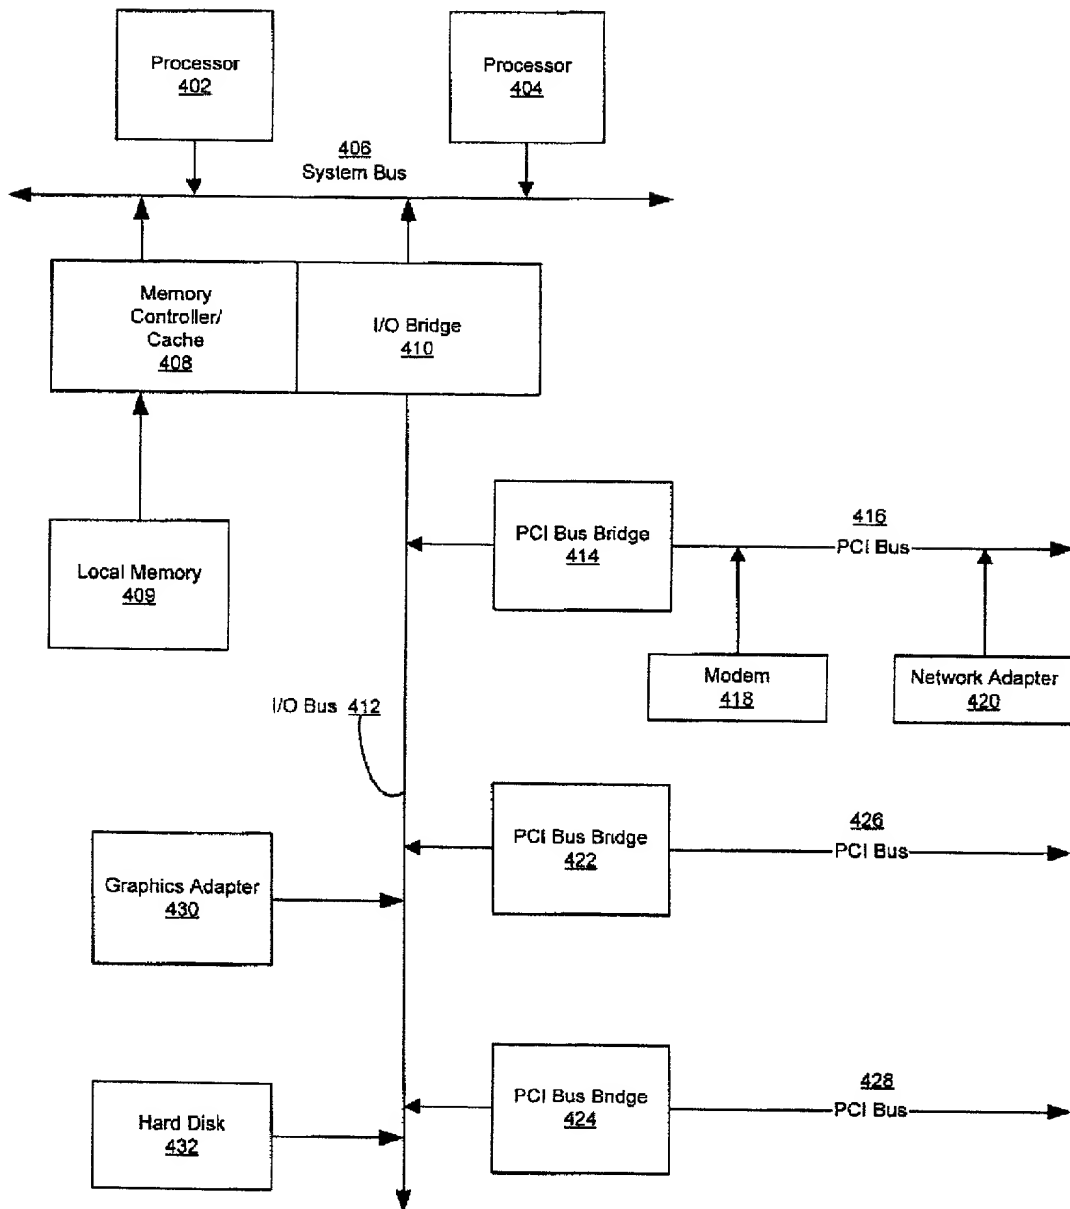 Processor
402
Processor
404
406
System Bus
Memory
Controller/
Cache
408
I/O Bridge
410
Local Memory
409
PCI Bus Bridge
414
416
PCI Bus
Modem
418
Network Adapter
420
I/O Bus 412
PCI Bus Bridge
422
426
PCI Bus
Graphics Adapter
430
PCI Bus Bridge
424
428
PCI Bus
Hard Disk
432